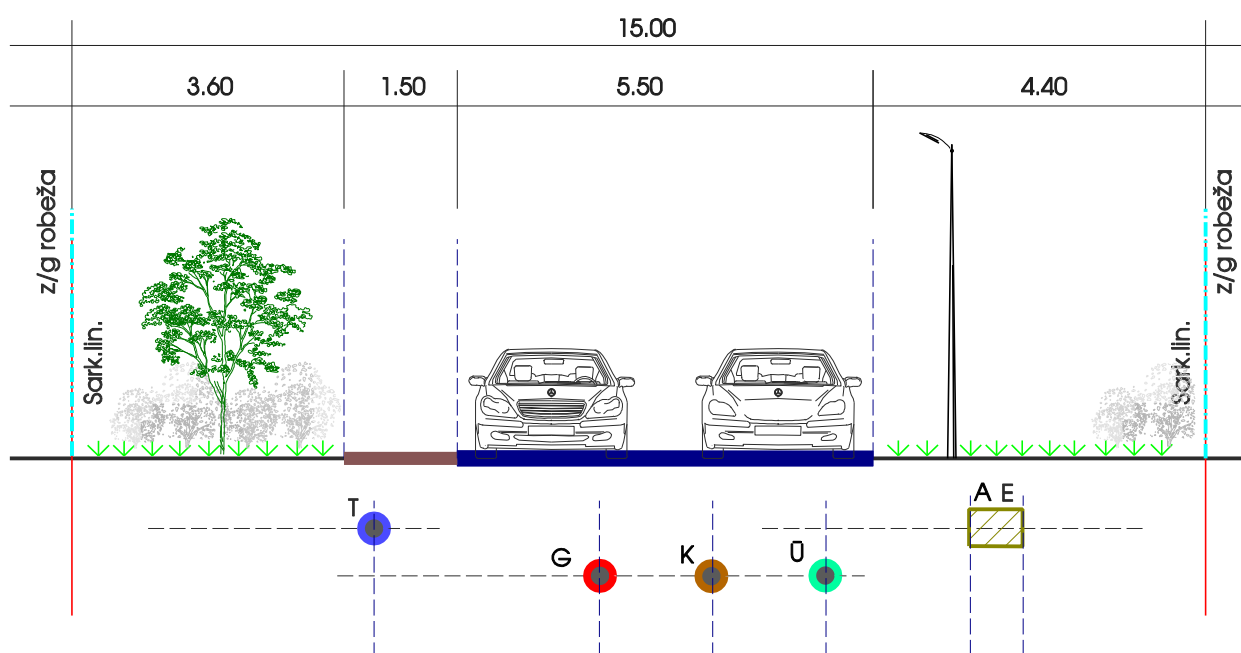 15.00
3.60
1.50
5.50
4.40
z/g robeža
z/g robeža
Sark.lin.
Sark.lin.
T
A E
G
K
Ū